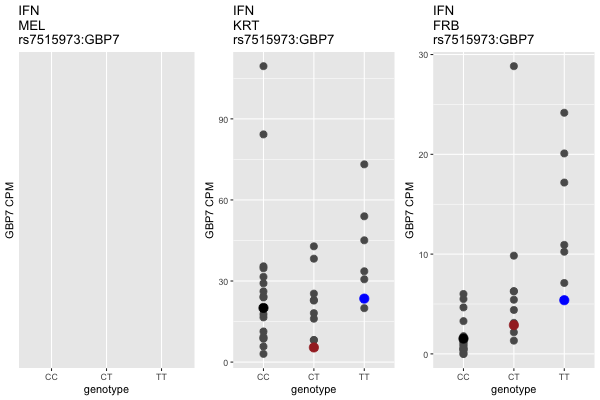 IFN
MEL
rs7515973:GBP7
GBP7 CPM
CC CT TT
genotype
IFN
KRT
rs7515973:GBP7
GBP7 CPM
90
60
30
0
CC CT TT
genotype
IFN
FRB
rs7515973:GBP7
GBP7 CPM
30
20
10
0
CC CT TT
genotype